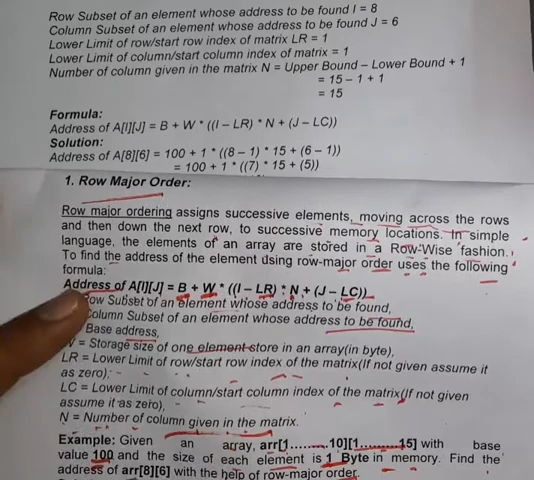 Row Subset of an element whose address to be found I = 8
Column Subset of an element whose address to be found J = 6
Lower Limit of row/start row index of matrix LR = 1
Lower Limit of column/start column index of matrix = 1
Number of column given in the matrix N = Upper Bound – Lower Bound + 1
= 15 – 1 + 1
= 15
Formula:
Address of A[I][J] = B + W * ((I – LR) * N + (J – LC))
Solution:
Address of A[8][6] = 100 + 1 * ((8 – 1) * 15 + (6 – 1))
= 100 + 1 * ((7) * 15 + (5))
1. Row Major Order:
Row major ordering assigns successive elements, moving across the rows
and then down the next row, to successive memory locations. In simple
language, the elements of an array are stored in a Row-Wise fashion.
To find the address of the element using row-major order uses the following
formula:
Address of A[I][J] = B + W * ((I – LR) * N + (J – LC))
Row Subset of an element whose address to be found,
Column Subset of an element whose address to be found,
Base address,
= Storage size of one element store in an array(in byte),
LR = Lower Limit of row/start row index of the matrix(If not given assume it
as zero),
LC = Lower Limit of column/start column index of the matrix(If not given
assume it as zero),
N = Number of column given in the matrix.
Example: Given an array, arr[1………10][1………15] with base
value 100 and the size of each element is 1 Byte in memory. Find the
address of arr[8][6] with the help of row-major order.